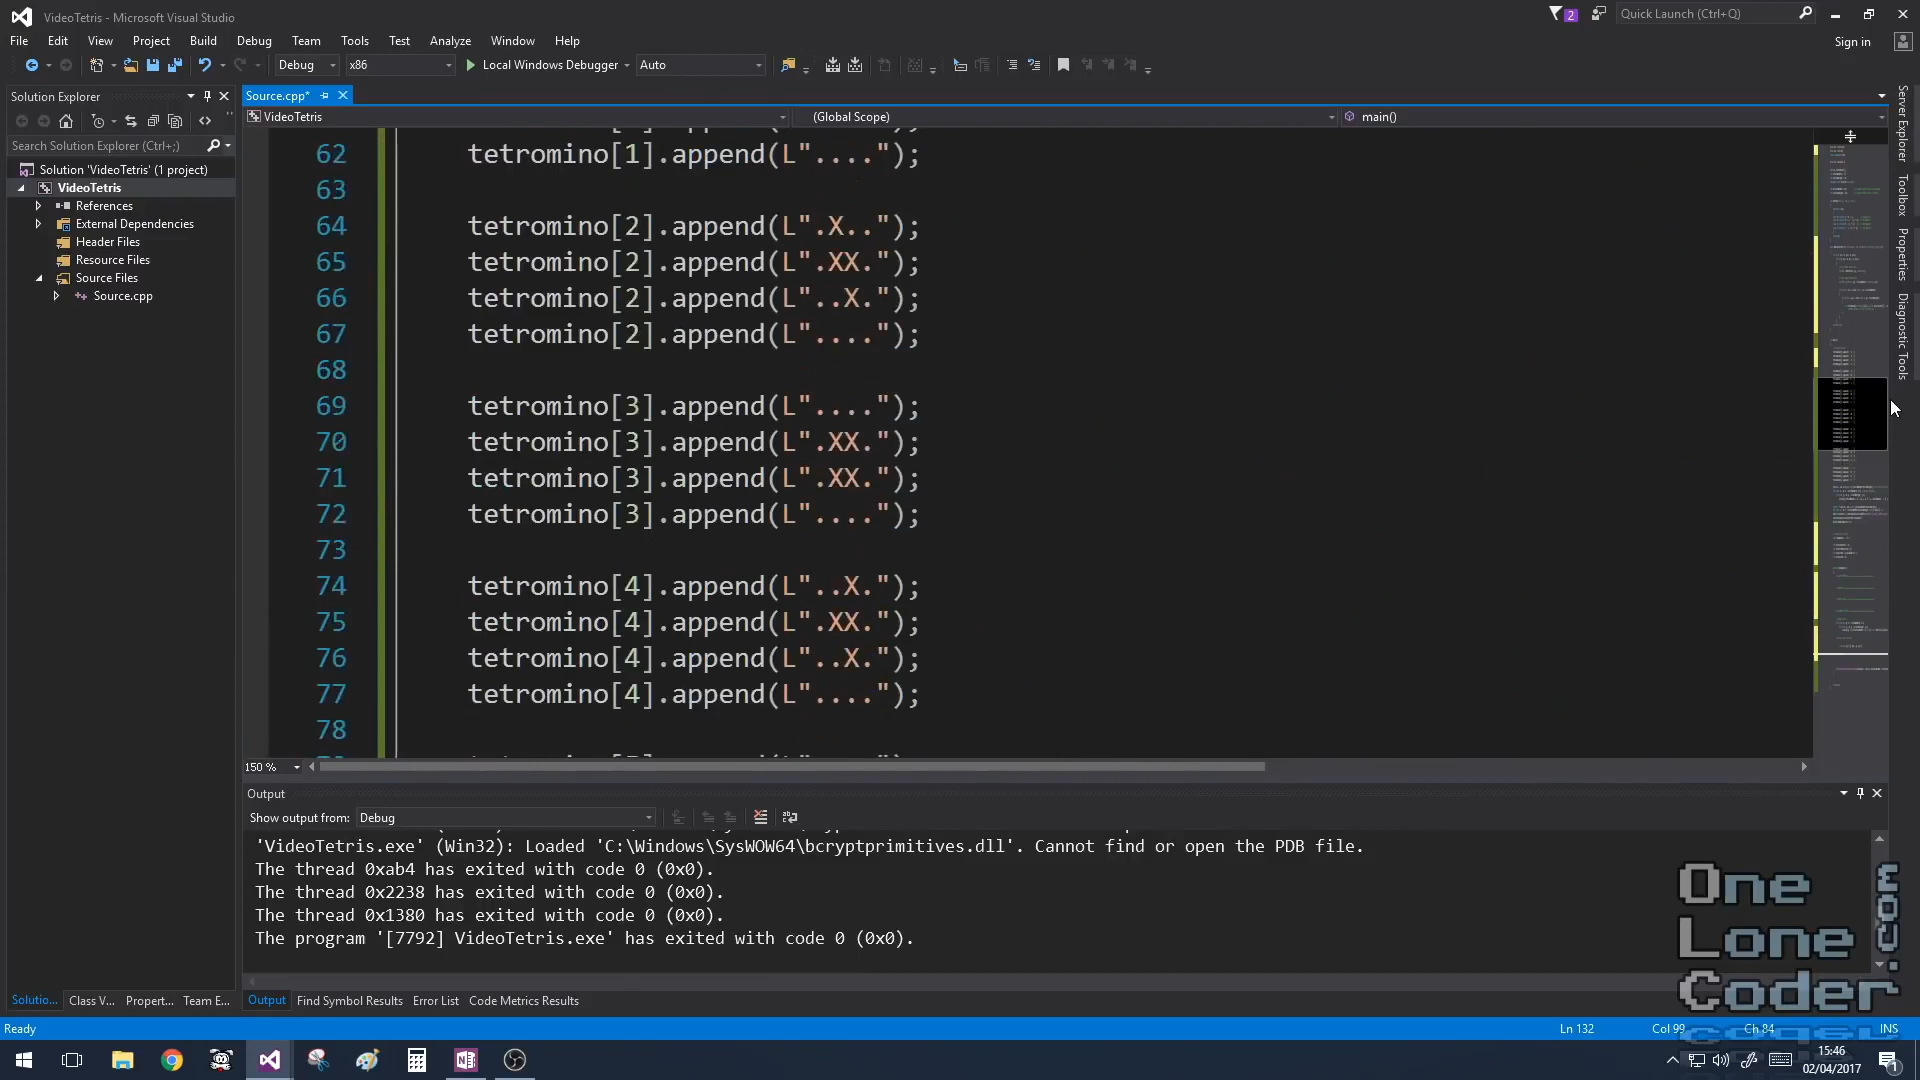 VideoTetris - Microsoft Visual Studio
2
Quick Launch (Ctrl+Q)
File Edit View Project Build Debug Team Tools Test Analyze Window Help
Sign in
Debug x86 Local Windows Debugger Auto
Solution Explorer
Source.cpp*
VideoTetris (Global Scope) main()
Search Solution Explorer (Ctrl+;)
Solution 'VideoTetris' (1 project)
VideoTetris
References
External Dependencies
Header Files
Resource Files
Source Files
Source.cpp
62 tetromino[1].append(L"....");
63
64 tetromino[2].append(L".X..");
65 tetromino[2].append(L".XX.");
66 tetromino[2].append(L"..X.");
67 tetromino[2].append(L"....");
68
69 tetromino[3].append(L"....");
70 tetromino[3].append(L".XX.");
71 tetromino[3].append(L".XX.");
72 tetromino[3].append(L"....");
73
74 tetromino[4].append(L"..X.");
75 tetromino[4].append(L".XX.");
76 tetromino[4].append(L"..X.");
77 tetromino[4].append(L"....");
78
Server Explorer
Toolbox
Properties
Diagnostic Tools
150 %
Output
Show output from: Debug
'VideoTetris.exe' (Win32): Loaded 'C:\Windows\SysWOW64\bcryptprimitives.dll'. Cannot find or open the PDB file.
The thread 0xab4 has exited with code 0 (0x0).
The thread 0x2238 has exited with code 0 (0x0).
The thread 0x1380 has exited with code 0 (0x0).
The program '[7792] VideoTetris.exe' has exited with code 0 (0x0).
One
Lone
Coder
.com
Solutio... Class V... Propert... Team E... Output Find Symbol Results Error List Code Metrics Results
Ready Ln 132 Col 99 Ch 84 INS
15:46
02/04/2017
1